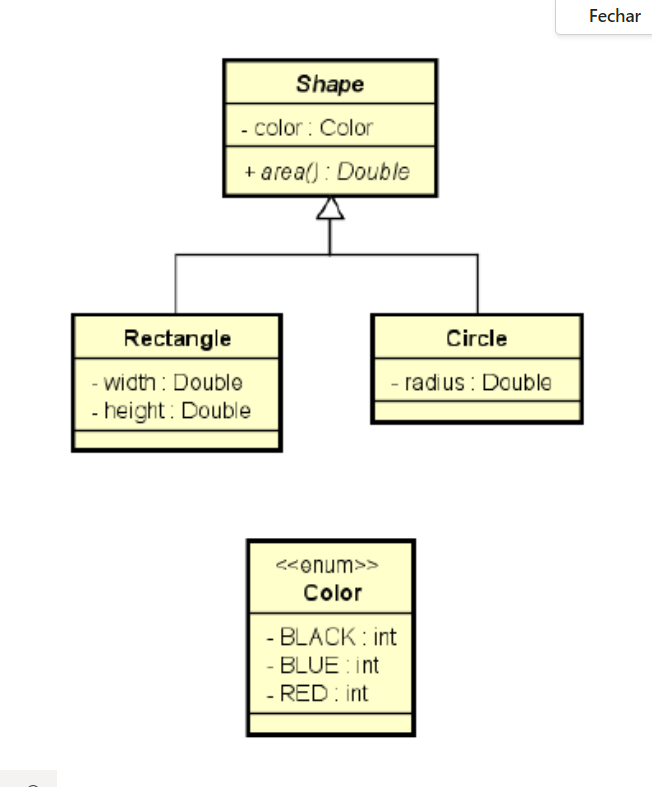 Fechar
Shape
- color : Color
+ area() : Double
Rectangle
- width : Double
- height : Double
Circle
- radius : Double
<<enum>>
Color
- BLACK : int
- BLUE : int
- RED : int